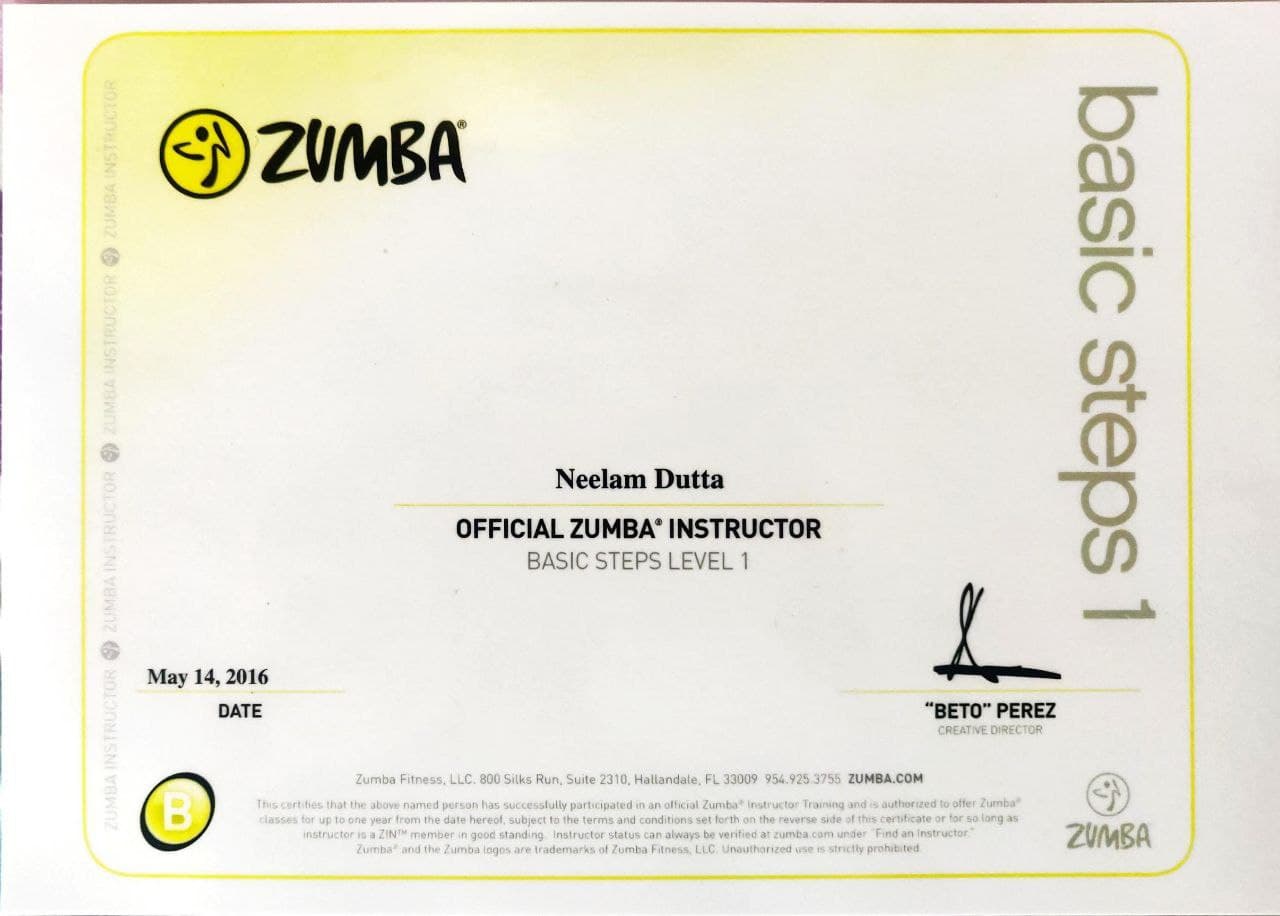 ZUMBA®
basic steps 1
ZUMBA INSTRUCTOR ZUMBA INSTRUCTOR ZUMBA INSTRUCTOR ZUMBA INSTRUCTOR
Neelam Dutta
OFFICIAL ZUMBA® INSTRUCTOR
BASIC STEPS LEVEL 1
May 14, 2016
DATE
“BETO” PEREZ
CREATIVE DIRECTOR
B
Zumba Fitness, LLC. 800 Silks Run, Suite 2310, Hallandale, FL 33009 954.925.3755 ZUMBA.COM
This certifies that the above named person has successfully participated in an official Zumba® Instructor Training and is authorized to offer Zumba®
classes for up to one year from the date hereof, subject to the terms and conditions set forth on the reverse side of this certificate or for so long as
instructor is a ZIN™ member in good standing. Instructor status can always be verified at zumba.com under "Find an Instructor."
Zumba® and the Zumba logos are trademarks of Zumba Fitness, LLC. Unauthorized use is strictly prohibited.
ZUMBA